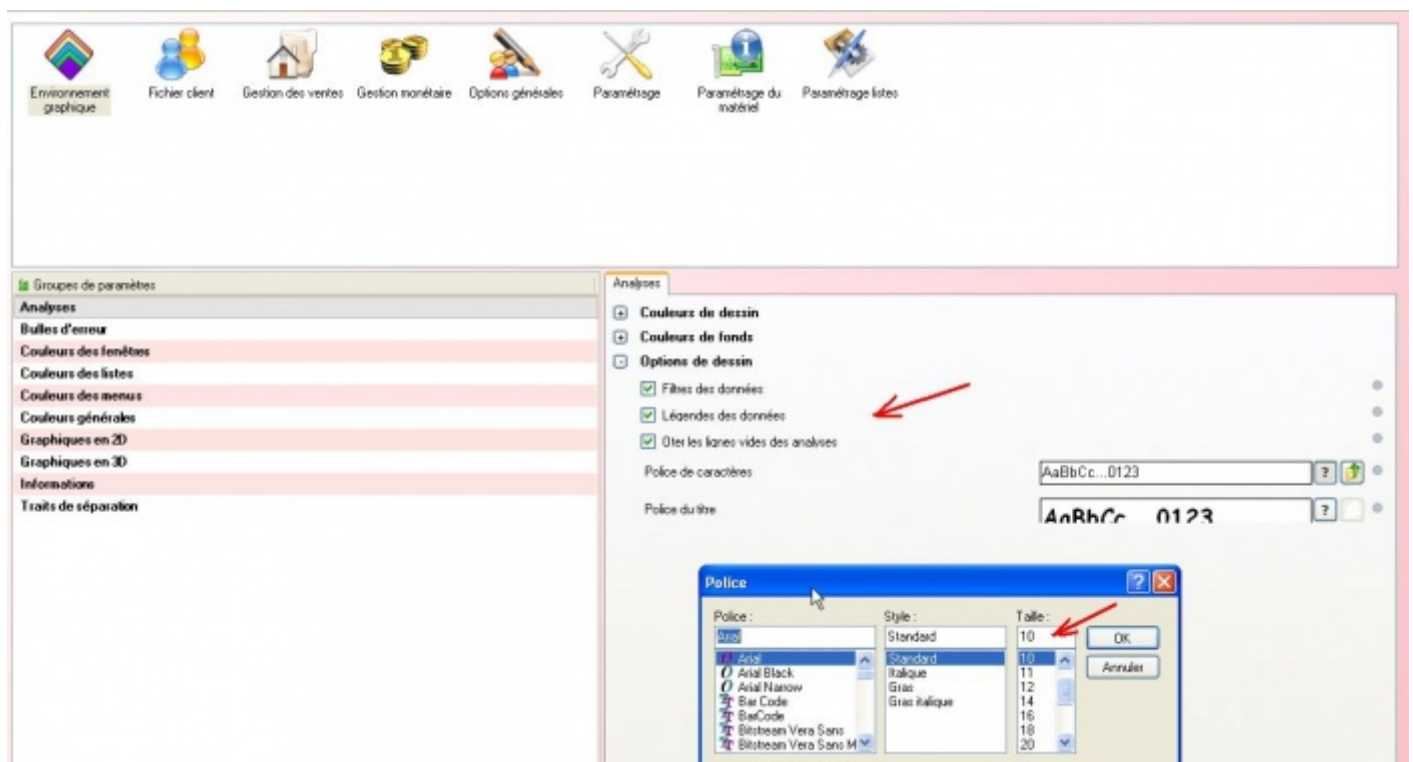 Environnement graphique
Fichier client
Gestion des ventes
Gestion monétaire
Options générales
Paramétrage
Paramétrage du matériel
Paramétrage listes
Groupes de paramètres
Analyses
Bulles d'erreur
Couleurs des fenêtres
Couleurs des listes
Couleurs des menus
Couleurs générales
Graphiques en 2D
Graphiques en 3D
Informations
Traits de séparation
Analyses
Couleurs de dessin
Couleurs de fonds
Options de dessin
Filtres des données
Légendes des données
Oter les lignes vides des analyses
Police de caractères AaBbCc...0123 ?
Police du titre AaBbCc...0123 ?
Police
Police : Style : Taille :
Arial Standard 10 OK
Arial Standard 10 Annuler
Arial Black Italique 11
Arial Narrow Gras 12
Bar Code Gras italique 14
BarCode 16
Bitstream Vera Sans 18
Bitstream Vera Sans M 20